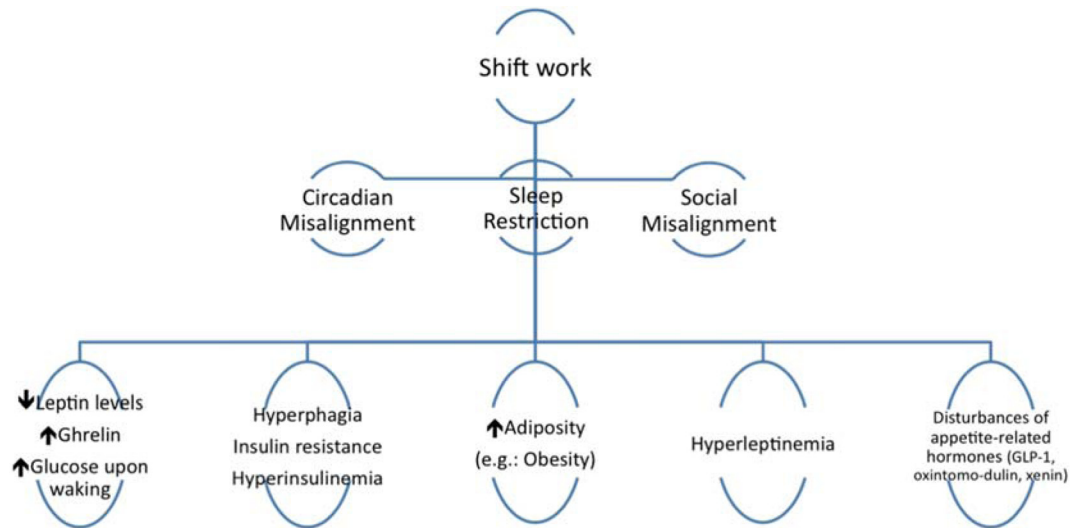 Shift work
Circadian
Misalignment
Sleep
Restriction
Social
Misalignment
↓Leptin levels
↑Ghrelin
↑Glucose upon
waking
Hyperphagia
Insulin resistance
Hyperinsulinemia
↑Adiposity
(e.g.: Obesity)
Hyperleptinemia
Disturbances of
appetite-related
hormones (GLP-1,
oxintomo-dulin, xenin)